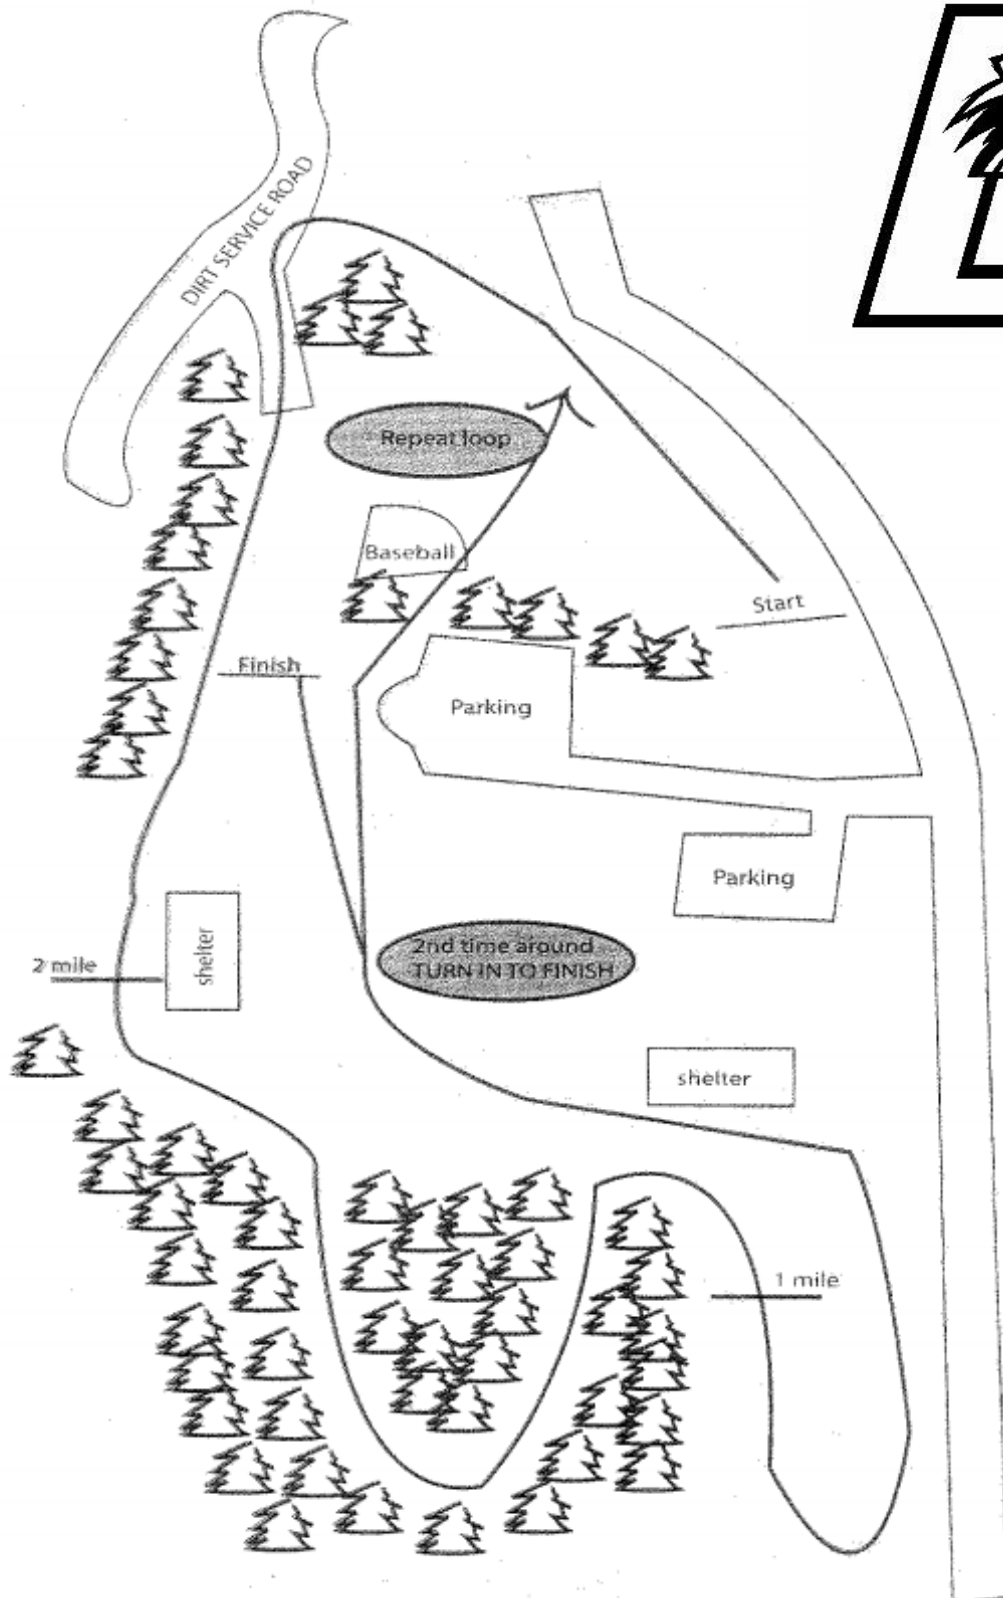 DIRT SERVICE ROAD
Repeat loop
Baseball
Start
Finish
Parking
Parking
2nd time around
TURN IN TO FINISH
2 mile
shelter
shelter
1 mile